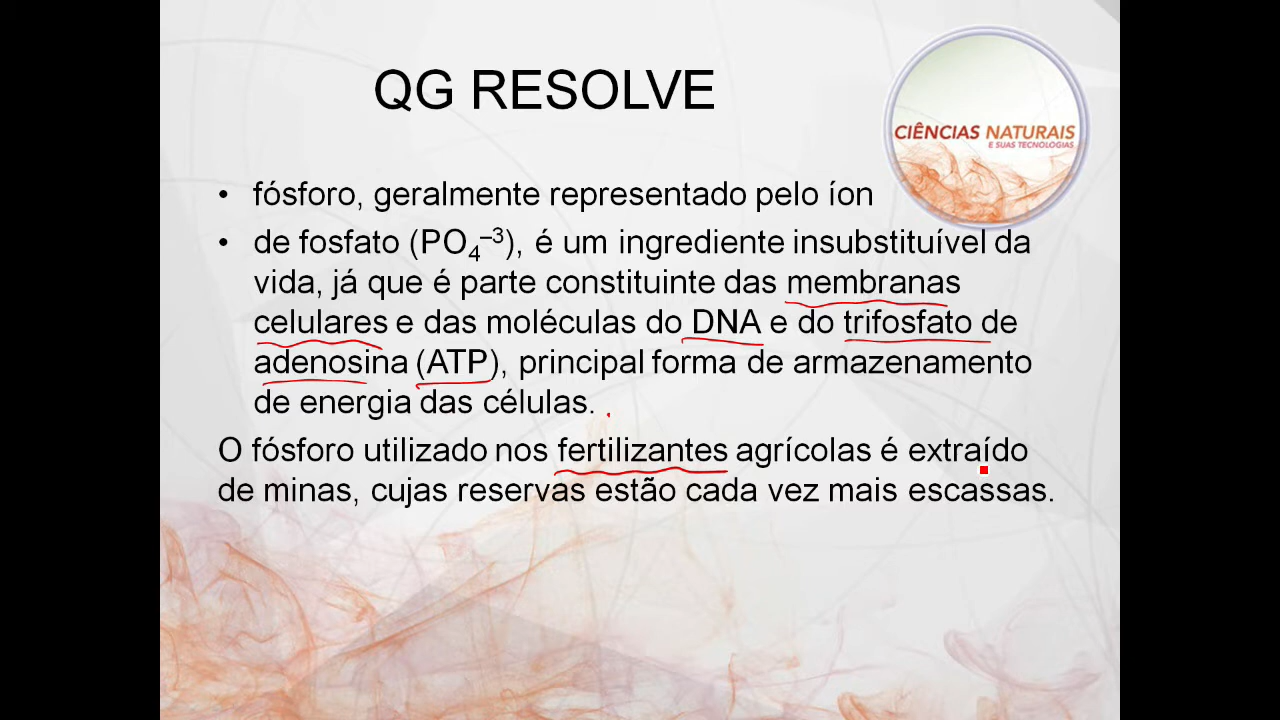 QG RESOLVE
CIÊNCIAS NATURAIS
E SUAS TECNOLOGIAS
• fósforo, geralmente representado pelo íon
• de fosfato (PO₄⁻³), é um ingrediente insubstituível da
vida, já que é parte constituinte das membranas
celulares e das moléculas do DNA e do trifosfato de
adenosina (ATP), principal forma de armazenamento
de energia das células.
O fósforo utilizado nos fertilizantes agrícolas é extraído
de minas, cujas reservas estão cada vez mais escassas.